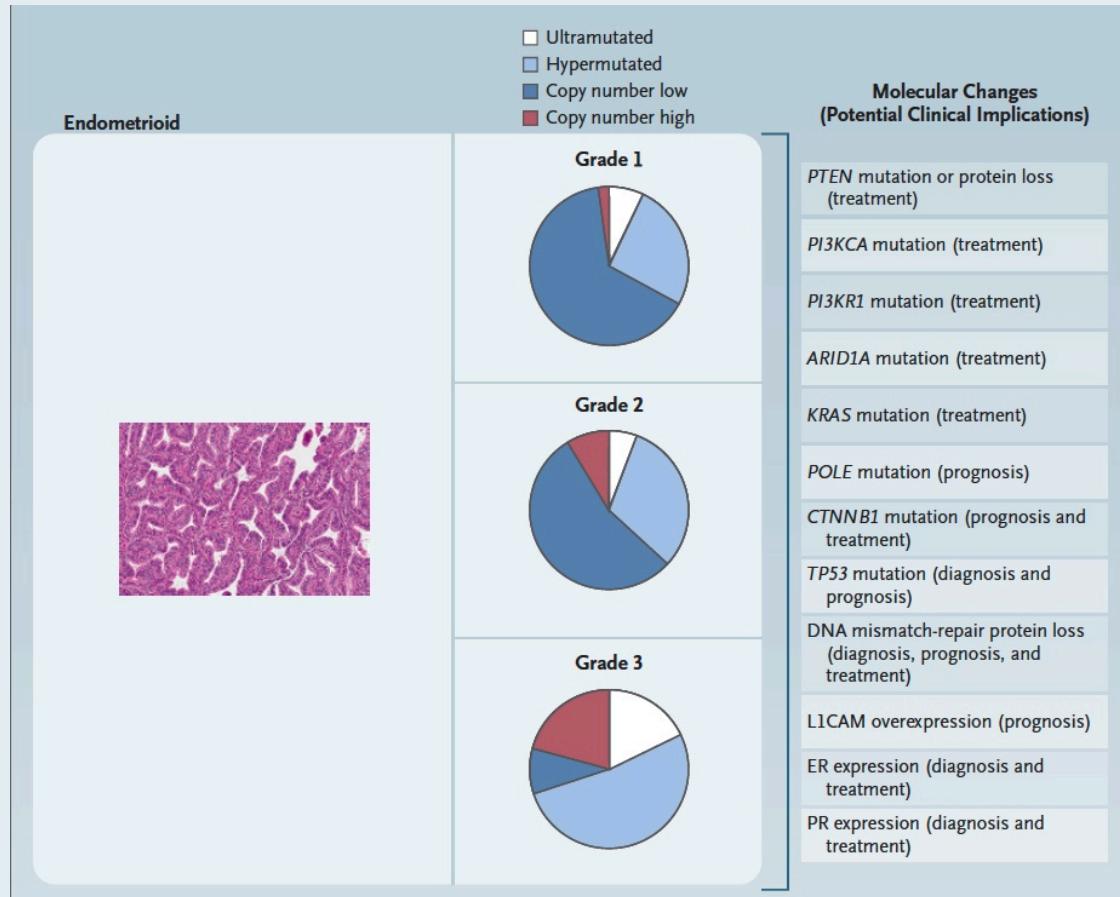 Ultramutated
Hypermutated
Copy number low
Copy number high
Endometrioid
Molecular Changes
(Potential Clinical Implications)
Grade 1
Grade 2
Grade 3
PTEN mutation or protein loss
(treatment)
PI3KCA mutation (treatment)
PI3KR1 mutation (treatment)
ARID1A mutation (treatment)
KRAS mutation (treatment)
POLE mutation (prognosis)
CTNNB1 mutation (prognosis and
treatment)
TP53 mutation (diagnosis and
prognosis)
DNA mismatch-repair protein loss
(diagnosis, prognosis, and
treatment)
L1CAM overexpression (prognosis)
ER expression (diagnosis and
treatment)
PR expression (diagnosis and
treatment)